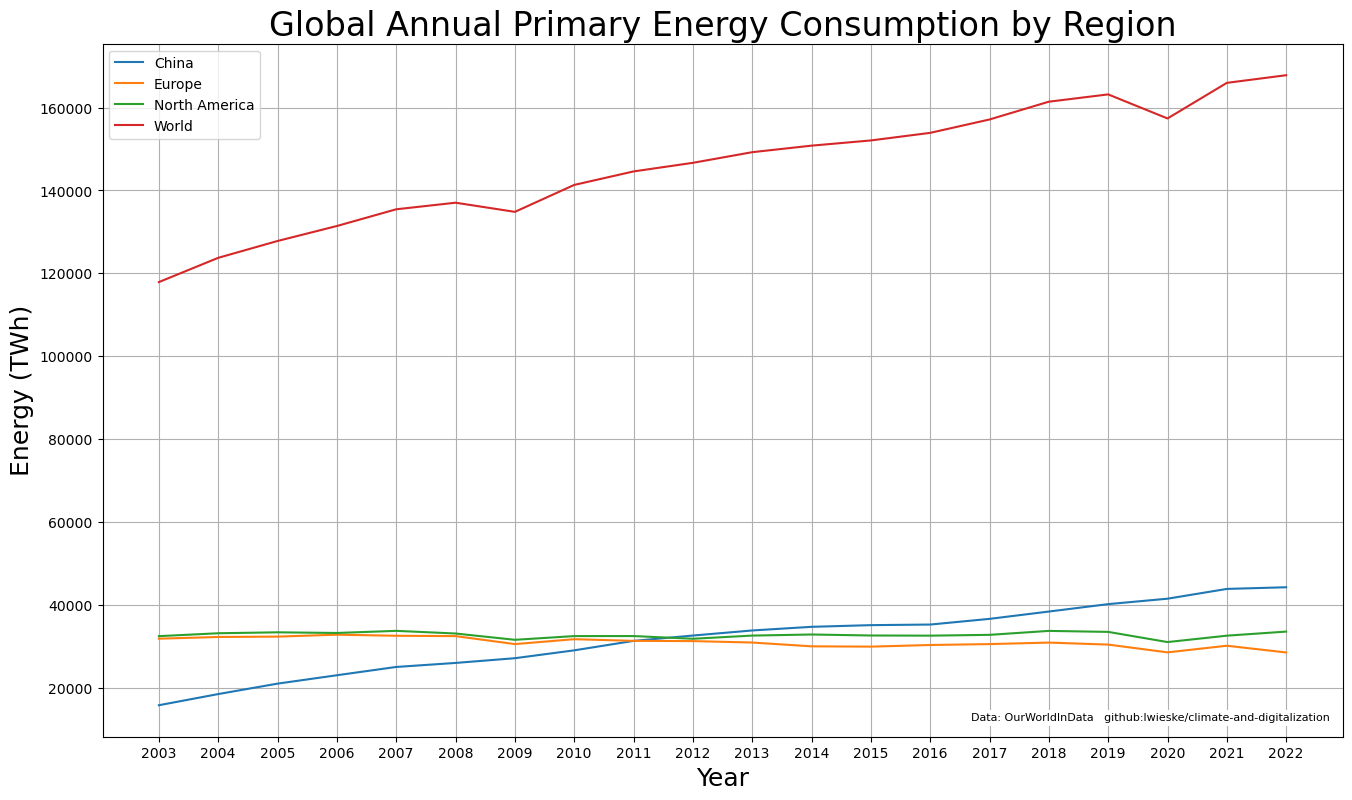 Global Annual Primary Energy Consumption by Region
China
Europe
North America
World
160000
140000
120000
100000
80000
60000
40000
20000
Energy (TWh)
Data: OurWorldInData   github:lwieske/climate-and-digitalization
2003 2004 2005 2006 2007 2008 2009 2010 2011 2012 2013 2014 2015 2016 2017 2018 2019 2020 2021 2022
Year